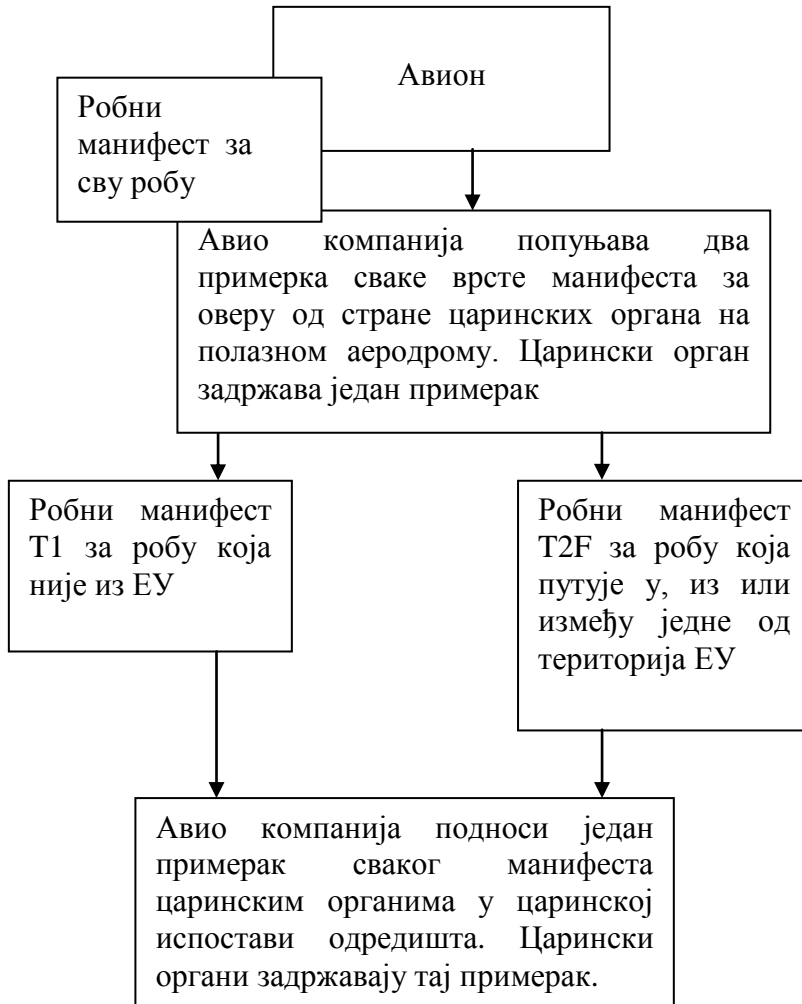 Авион
Робни
манифест за
сву робу
Авио компанија попуњава два
примерка сваке врсте манифеста за
оверу од стране царинских органа на
полазном аеродрому. Царински орган
задржава један примерак
Робни манифест
Т1 за робу која
није из ЕУ
Робни манифест
T2F за робу која
путује у, из или
између једне од
територија ЕУ
Авио компанија подноси један
примерак сваког манифеста
царинским органима у царинској
испостави одредишта. Царински
органи задржавају тај примерак.